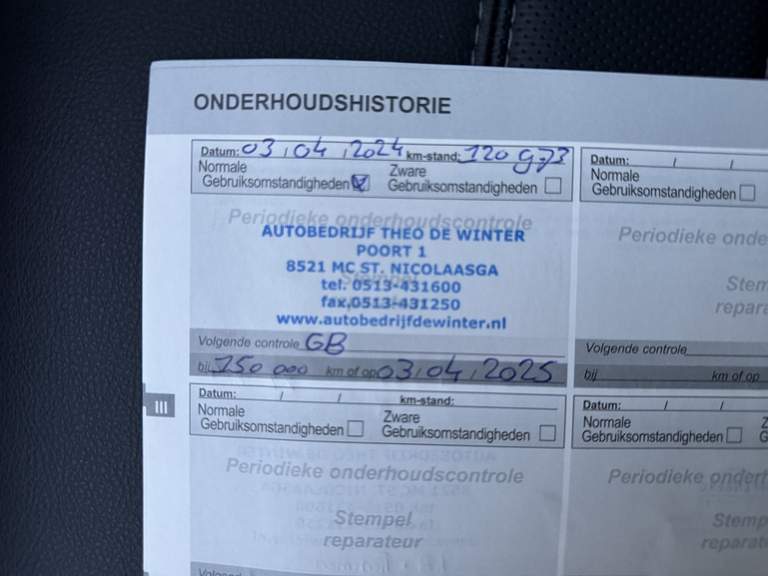 ONDERHOUDSHISTORIE
Datum: 03 / 04 / 2024 km-stand: 120 973
Normale Zware
Gebruiksomstandigheden Gebruiksomstandigheden
Periodieke onderhoudscontrole
AUTOBEDRIJF THEO DE WINTER
POORT 1
8521 MC ST. NICOLAASGA
tel. 0513-431600
fax.0513-431250
www.autobedrijfdewinter.nl
Volgende controle GB
bij 150 000 km of op 03 / 04 / 2025
Datum: / / km-stand:
Normale Zware
Gebruiksomstandigheden Gebruiksomstandigheden
Periodieke onderhoudscontrole
Stempel
reparateur
III
Datum: / /
Normale
Gebruiksomstandigheden
Periodieke onde
Stem
repara
Volgende controle
bij km of op
Datum: / /
Normale Z
Gebruiksomstandigheden G
Periodieke onderh
Stemp
reparat